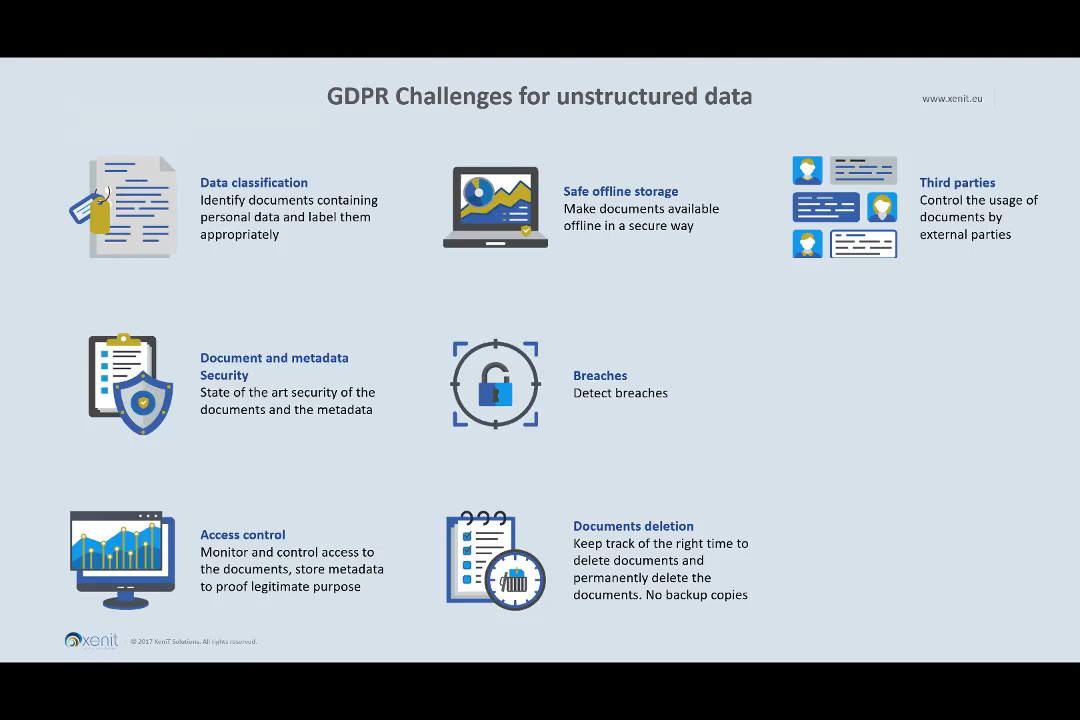 GDPR Challenges for unstructured data
www.xenit.eu
Data classification
Identify documents containing
personal data and label them
appropriately
Safe offline storage
Make documents available
offline in a secure way
Third parties
Control the usage of
documents by
external parties
Document and metadata
Security
State of the art security of the
documents and the metadata
Breaches
Detect breaches
Access control
Monitor and control access to
the documents, store metadata
to proof legitimate purpose
Documents deletion
Keep track of the right time to
delete documents and
permanently delete the
documents. No backup copies
xenit
© 2017 XeniT Solutions. All rights reserved.